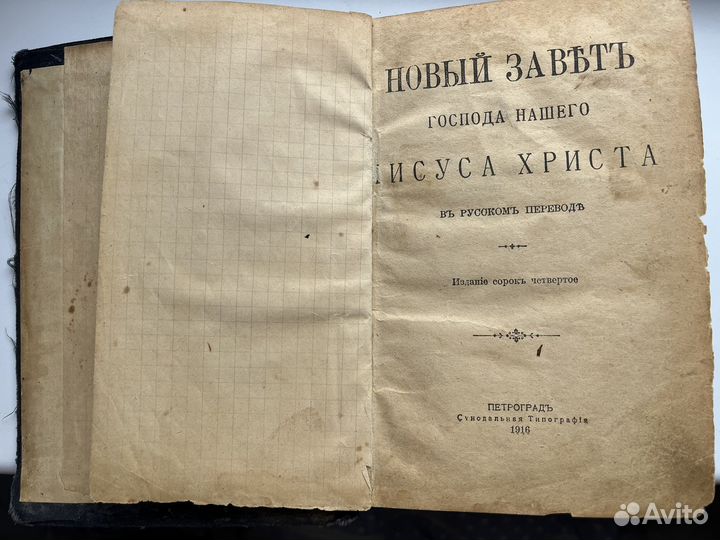 НОВЫЙ ЗАВѢТЪ
ГОСПОДА НАШЕГО
ІИСУСА ХРИСТА
ВЪ РУССКОМЪ ПЕРЕВОДѢ
Изданіе сорокъ четвертое
ПЕТРОГРАДЪ
Сѵнодальная Типографія
1916
Avito